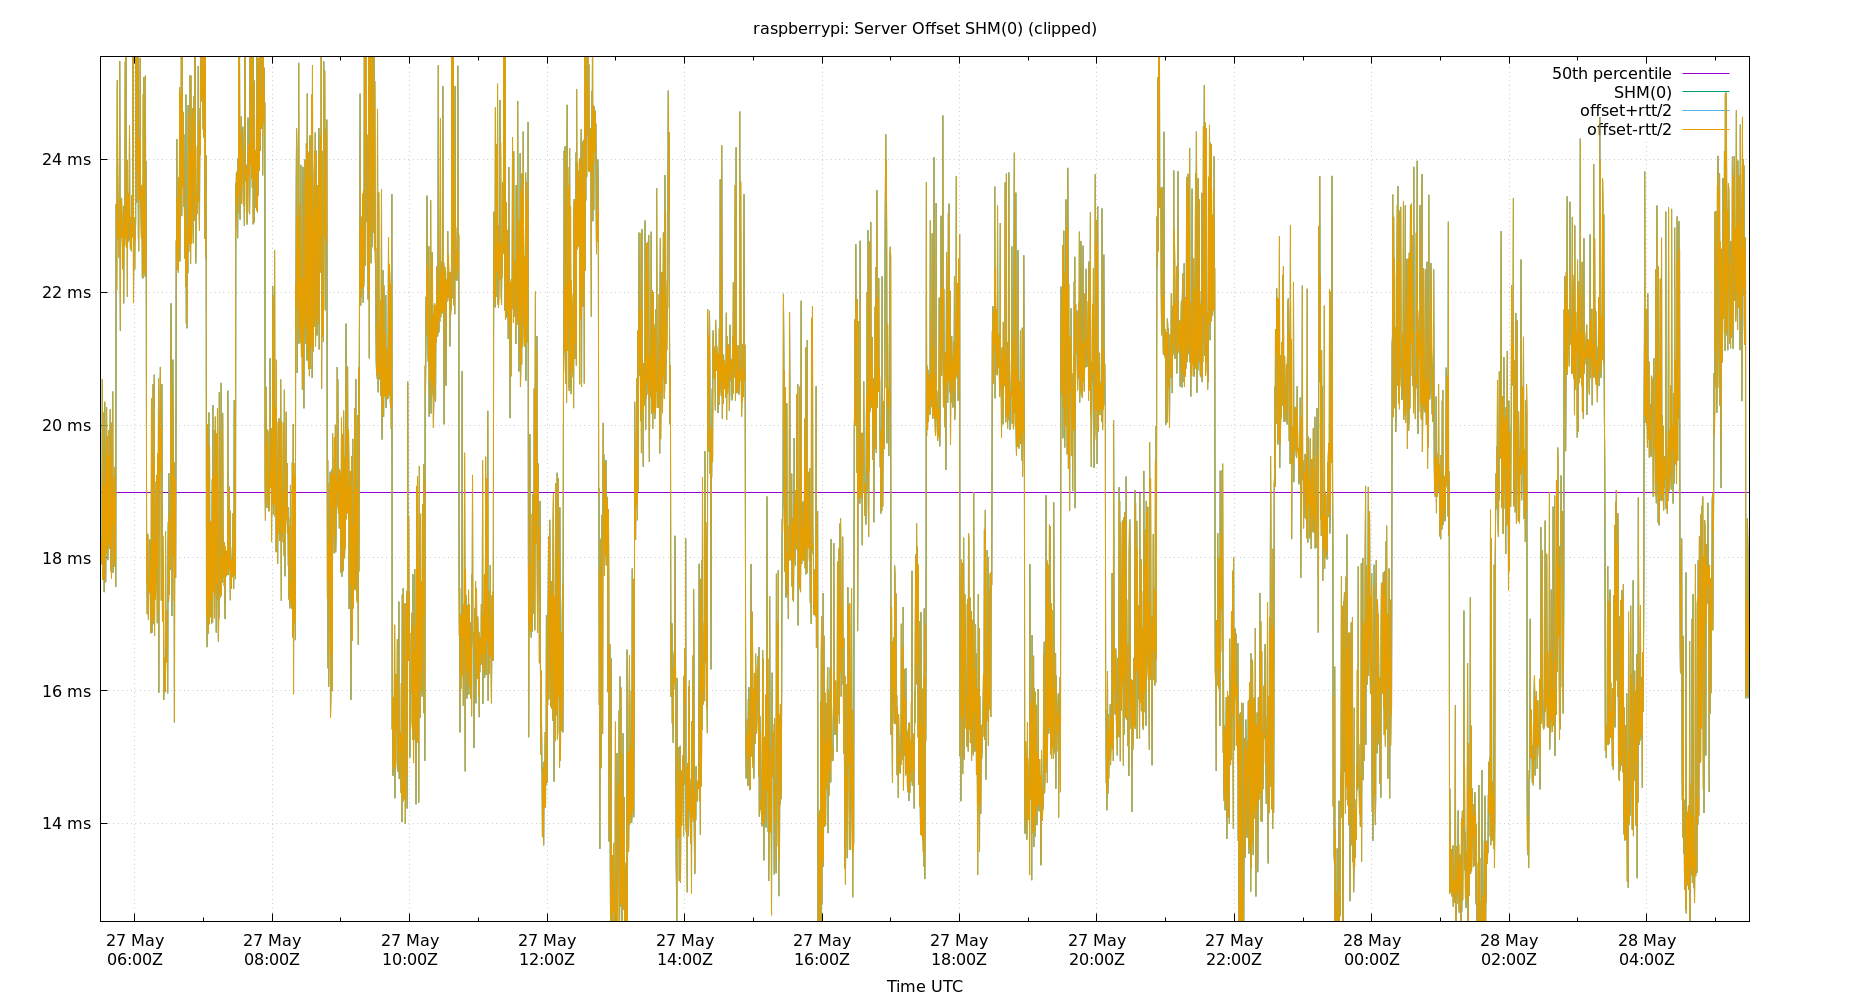 raspberrypi: Server Offset SHM(0) (clipped)
50th percentile
SHM(0)
offset+rtt/2
offset-rtt/2
24 ms
22 ms
20 ms
18 ms
16 ms
14 ms
27 May 27 May 27 May 27 May 27 May 27 May 27 May 27 May 27 May 28 May 28 May 28 May
06:00Z 08:00Z 10:00Z 12:00Z 14:00Z 16:00Z 18:00Z 20:00Z 22:00Z 00:00Z 02:00Z 04:00Z
Time UTC